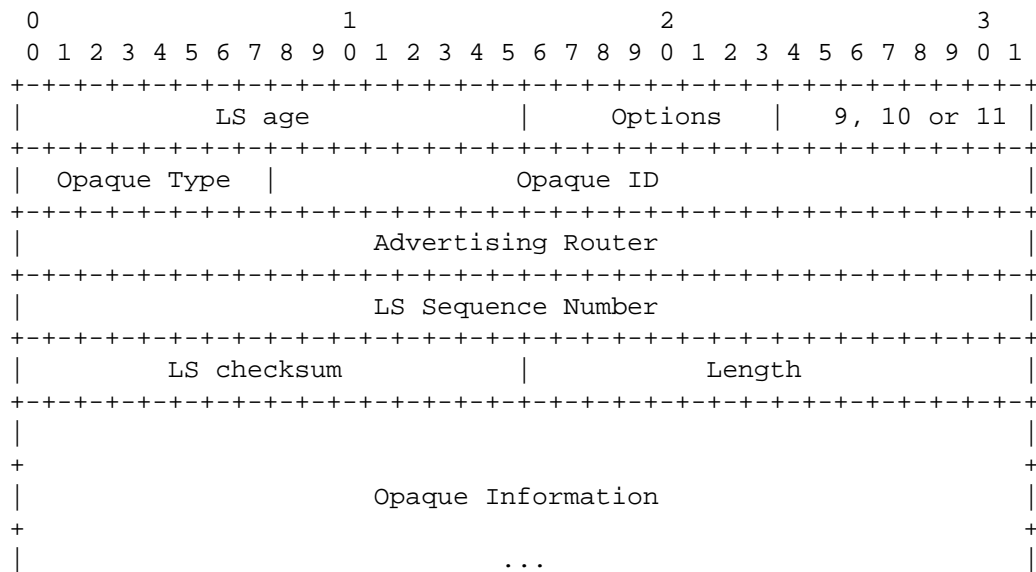 0                   1                   2                   3
 0 1 2 3 4 5 6 7 8 9 0 1 2 3 4 5 6 7 8 9 0 1 2 3 4 5 6 7 8 9 0 1
+-+-+-+-+-+-+-+-+-+-+-+-+-+-+-+-+-+-+-+-+-+-+-+-+-+-+-+-+-+-+-+-+
|            LS age             |     Options   |   9, 10 or 11 |
+-+-+-+-+-+-+-+-+-+-+-+-+-+-+-+-+-+-+-+-+-+-+-+-+-+-+-+-+-+-+-+-+
|  Opaque Type  |               Opaque ID                       |
+-+-+-+-+-+-+-+-+-+-+-+-+-+-+-+-+-+-+-+-+-+-+-+-+-+-+-+-+-+-+-+-+
|                      Advertising Router                       |
+-+-+-+-+-+-+-+-+-+-+-+-+-+-+-+-+-+-+-+-+-+-+-+-+-+-+-+-+-+-+-+-+
|                      LS Sequence Number                       |
+-+-+-+-+-+-+-+-+-+-+-+-+-+-+-+-+-+-+-+-+-+-+-+-+-+-+-+-+-+-+-+-+
|         LS checksum           |           Length              |
+-+-+-+-+-+-+-+-+-+-+-+-+-+-+-+-+-+-+-+-+-+-+-+-+-+-+-+-+-+-+-+-+
|                                                               |
+                                                               +
|                      Opaque Information                       |
+                                                               +
|                              ...                              |